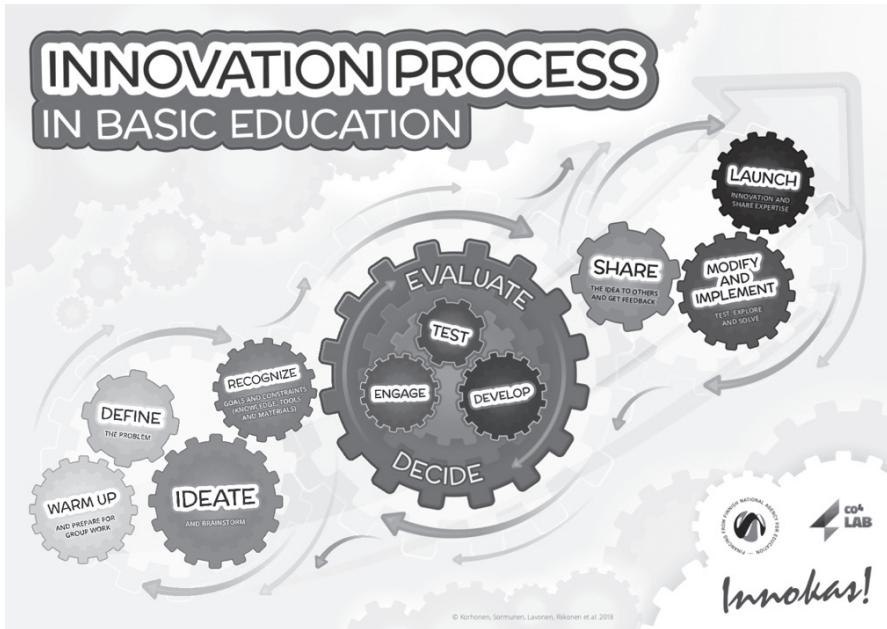 INNOVATION PROCESS
IN BASIC EDUCATION
WARM UP
AND PREPARE FOR
GROUP WORK
DEFINE
THE PROBLEM
IDEATE
AND BRAINSTORM
RECOGNIZE
GOALS AND CONSTRAINTS
(KNOWLEDGE, TOOLS
AND MATERIALS)
EVALUATE
TEST
ENGAGE
DEVELOP
DECIDE
SHARE
THE IDEA TO OTHERS
AND GET FEEDBACK
MODIFY
AND
IMPLEMENT
TEST, EXPLORE
AND SOLVE
LAUNCH
INNOVATION AND
SHARE EXPERTISE
FINANCING FROM FINNISH NATIONAL AGENCY FOR EDUCATION
co4
LAB
Innokas!
© Korhonen, Sormunen, Lavonen, Riikonen et.al. 2018